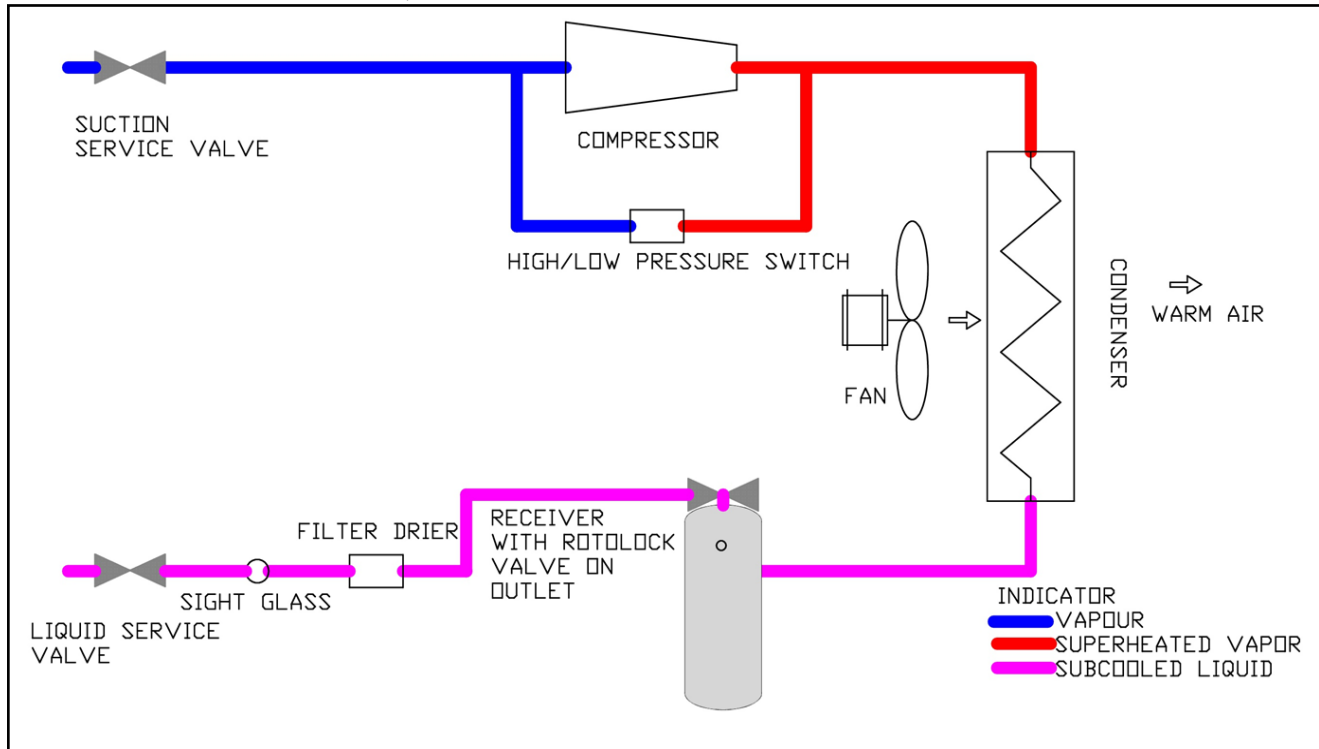 SUCTION
SERVICE VALVE
COMPRESSOR
HIGH/LOW PRESSURE SWITCH
CONDENSER
WARM AIR
FAN
FILTER DRIER
RECEIVER
WITH ROTOLOCK
VALVE ON
OUTLET
SIGHT GLASS
LIQUID SERVICE
VALVE
INDICATOR
VAPOUR
SUPERHEATED VAPOR
SUBCOOLED LIQUID